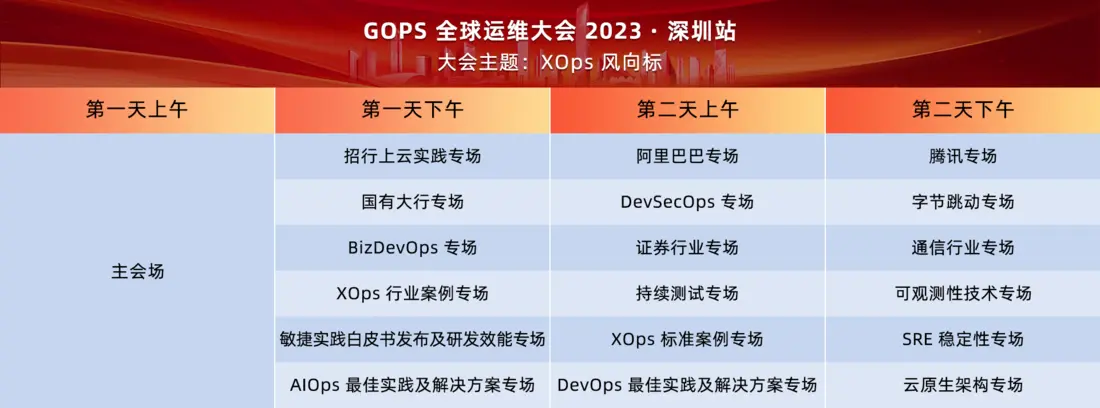 GOPS 全球运维大会 2023 · 深圳站
大会主题：XOps 风向标
第一天上午 第一天下午 第二天上午 第二天下午
招行上云实践专场 阿里巴巴专场 腾讯专场
国有大行专场 DevSecOps 专场 字节跳动专场
BizDevOps 专场 证券行业专场 通信行业专场
主会场
XOps 行业案例专场 持续测试专场 可观测性技术专场
敏捷实践白皮书发布及研发效能专场 XOps 标准案例专场 SRE 稳定性专场
AIOps 最佳实践及解决方案专场 DevOps 最佳实践及解决方案专场 云原生架构专场